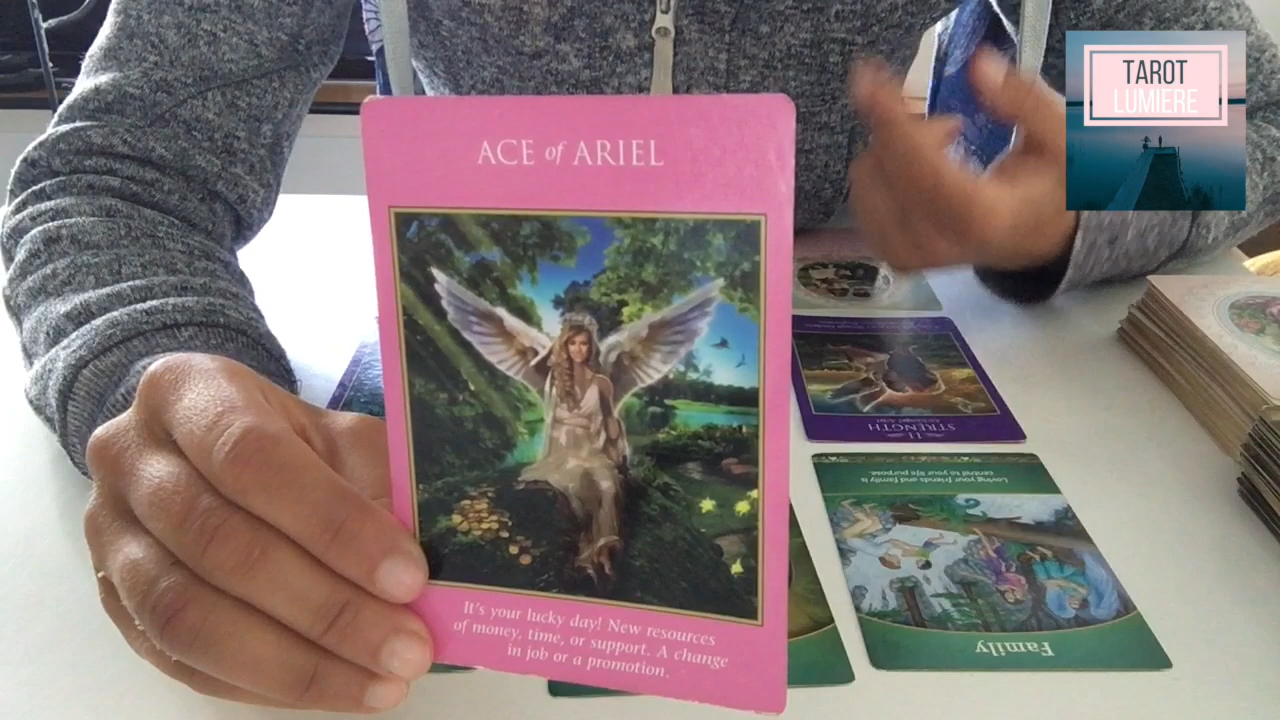 ACE of ARIEL
It's your lucky day! New resources
of money, time, or support. A change
in job or a promotion.
TAROT
LUMIERE
11
STRENGTH
Loving your friends and family is
central to your life purpose.
Family